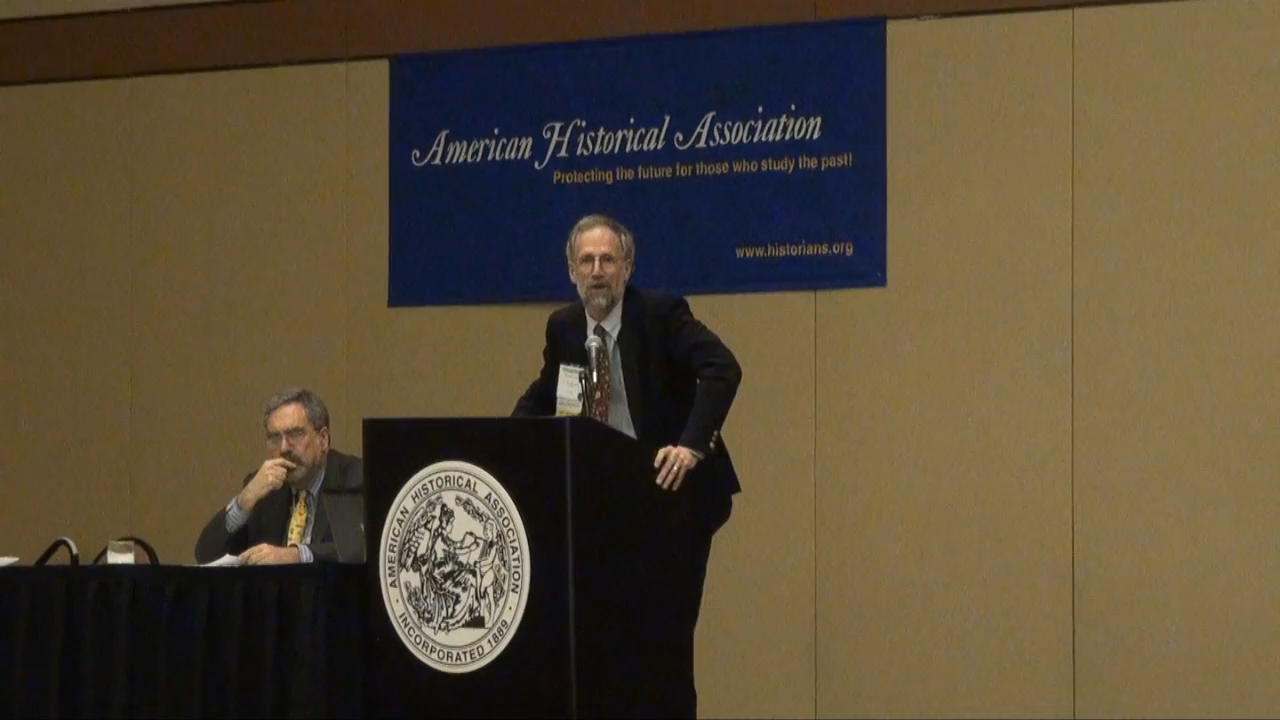 American Historical Association
Protecting the future for those who study the past!
www.historians.org
AMERICAN HISTORICAL ASSOCIATION
INCORPORATED 1889